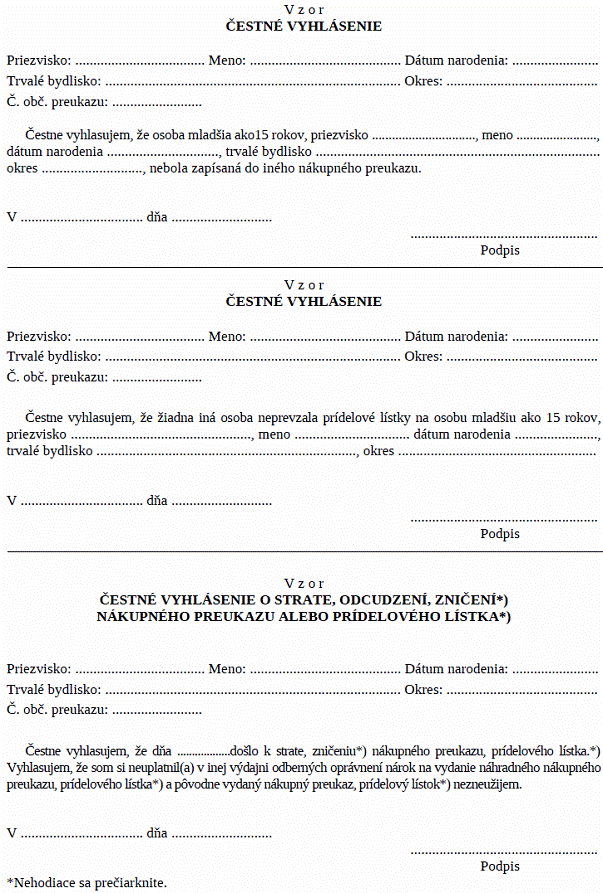 V z o r
ČESTNÉ VYHLÁSENIE
Priezvisko: .................................... Meno: .......................................... Dátum narodenia: ........................
Trvalé bydlisko: .................................................................................. Okres: ..........................................
Č. obč. preukazu: .........................
Čestne vyhlasujem, že osoba mladšia ako15 rokov, priezvisko .............................., meno .......................,
dátum narodenia ..............................., trvalé bydlisko ...............................................................................
okres ............................, nebola zapísaná do iného nákupného preukazu.
V .................................. dňa ............................
....................................................
Podpis
V z o r
ČESTNÉ VYHLÁSENIE
Priezvisko: .................................... Meno: .......................................... Dátum narodenia: ........................
Trvalé bydlisko: .................................................................................. Okres: ..........................................
Č. obč. preukazu: .........................
Čestne vyhlasujem, že žiadna iná osoba neprevzala prídelové lístky na osobu mladšiu ako 15 rokov,
priezvisko .................................................., meno ................................ dátum narodenia .......................,
trvalé bydlisko ........................................................................, okres .......................................................
V .................................. dňa ............................
....................................................
Podpis
V z o r
ČESTNÉ VYHLÁSENIE O STRATE, ODCUDZENÍ, ZNIČENÍ*)
NÁKUPNÉHO PREUKAZU ALEBO PRÍDELOVÉHO LÍSTKA*)
Priezvisko: .................................... Meno: .......................................... Dátum narodenia: ........................
Trvalé bydlisko: .................................................................................. Okres: ..........................................
Č. obč. preukazu: .........................
Čestne vyhlasujem, že dňa ..................došlo k strate, zničeniu*) nákupného preukazu, prídelového lístka.*)
Vyhlasujem, že som si neuplatnil(a) v inej výdajni odberných oprávnení nárok na vydanie náhradného nákupného
preukazu, prídelového lístka*) a pôvodne vydaný nákupný preukaz, prídelový lístok*) nezneužijem.
V .................................. dňa ............................
....................................................
Podpis
*Nehodiace sa prečiarknite.